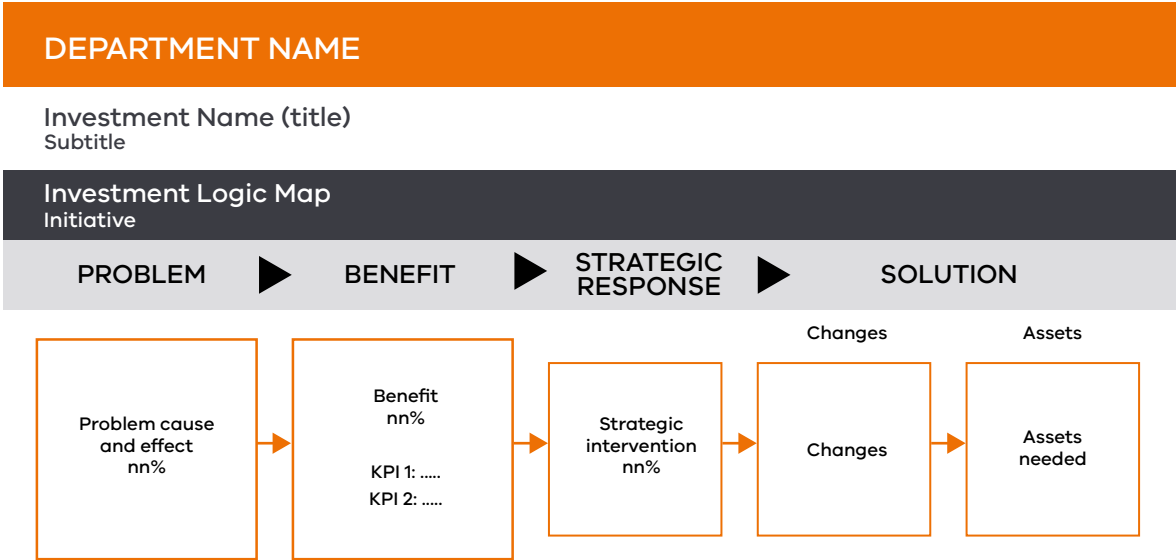 DEPARTMENT NAME
Investment Name (title)
Subtitle
Investment Logic Map
Initiative
PROBLEM
BENEFIT
STRATEGIC
RESPONSE
SOLUTION
Changes
Assets
Problem cause
and effect
nn%
Benefit
nn%
KPI 1: .....
KPI 2: .....
Strategic
intervention
nn%
Changes
Assets
needed